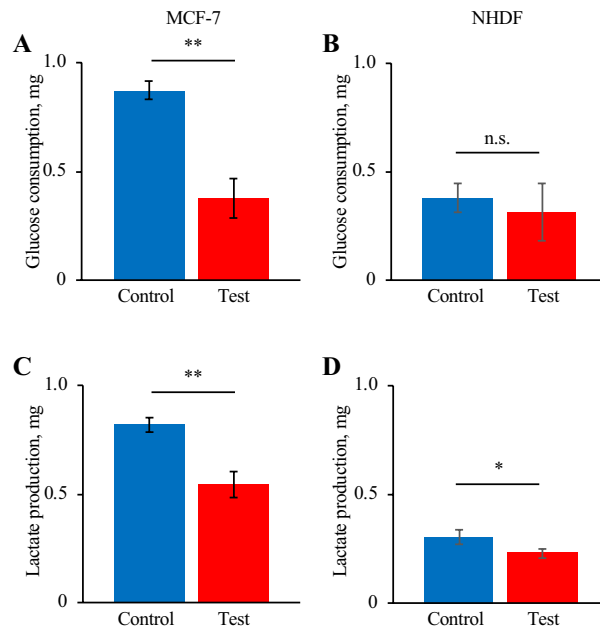 MCF-7
NHDF
A
**
1.0
0.5
0
Glucose consumption, mg
Control Test
B
n.s.
1.0
0.5
0
Glucose consumption, mg
Control Test
C
**
1.0
0.5
0
Lactate production, mg
Control Test
D
*
1.0
0.5
0
Lactate production, mg
Control Test